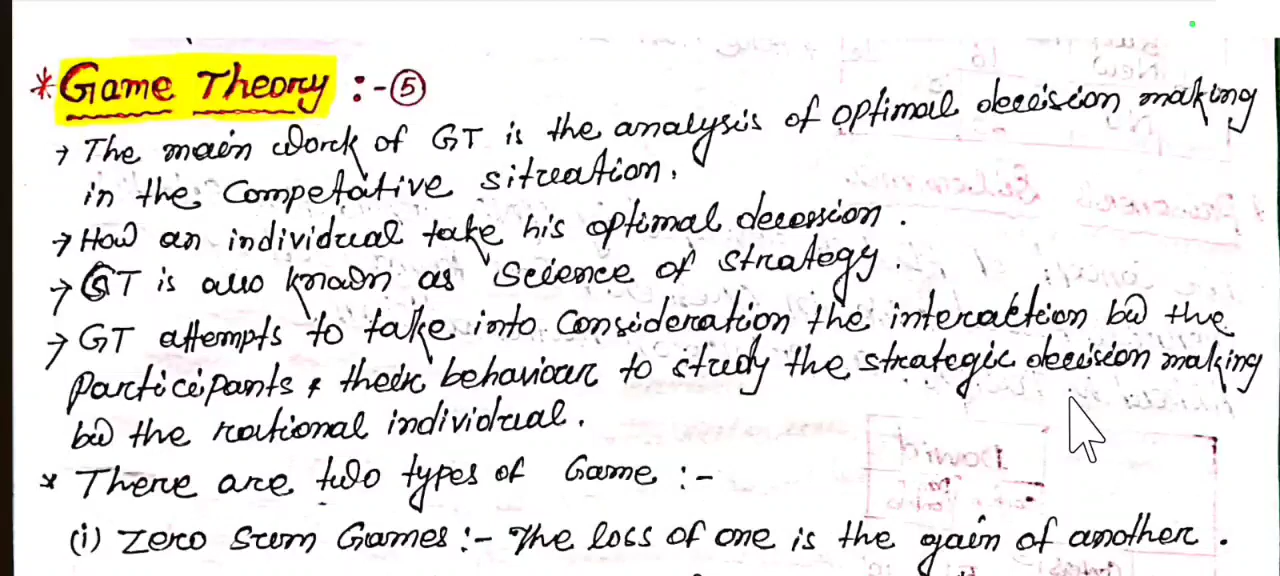 * Game Theory :- ⑤
→ The main work of GT is the analysis of optimal decision making
in the Competative situation.
→ How an individual take his optimal decession.
→ GT is also known as science of strategy.
→ GT attempts to take into Consideration the interaction bw the
participants & their behaviour to study the strategic decision making
bw the rational individual.
* There are two types of Game :-
(i) Zero Sum Games :- The loss of one is the gain of another.